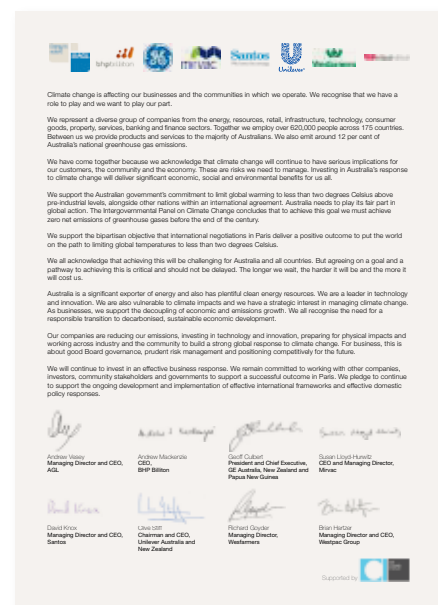 bhpbilliton
mirvac
Santos
Unilever
Wesfarmers
Climate change is affecting our businesses and the communities in which we operate. We recognise that we have a
role to play and we want to play our part.
We represent a diverse group of companies from the energy, resources, retail, infrastructure, technology, consumer
goods, property, services, banking and finance sectors. Together we employ over 620,000 people across 175 countries.
Between us we provide products and services to the majority of Australians. We also emit around 12 per cent of
Australia's national greenhouse gas emissions.
We have come together because we acknowledge that climate change will continue to have serious implications for
our customers, the community and the economy. These are risks we need to manage. Investing in Australia's response
to climate change will deliver significant economic, social and environmental benefits for us all.
We support the Australian government's commitment to limit global warming to less than two degrees Celsius above
pre-industrial levels, alongside other nations within an international agreement. Australia needs to play its fair part in
global action. The Intergovernmental Panel on Climate Change concludes that to achieve this goal we must achieve
zero net emissions of greenhouse gases before the end of the century.
We support the bipartisan objective that international negotiations in Paris deliver a positive outcome to put the world
on the path to limiting global temperatures to less than two degrees Celsius.
We all acknowledge that achieving this will be challenging for Australia and all countries. But agreeing on a goal and a
pathway to achieving this is critical and should not be delayed. The longer we wait, the harder it will be and the more it
will cost us.
Australia is a significant exporter of energy and also has plentiful clean energy resources. We are a leader in technology
and innovation. We are also vulnerable to climate impacts and we have a strategic interest in managing climate change.
As businesses, we support the decoupling of economic and emissions growth. We all recognise the need for a
responsible transition to decarbonised, sustainable economic development.
Our companies are reducing our emissions, investing in technology and innovation, preparing for physical impacts and
working across industry and the community to build a strong global response to climate change. For business, this is
about good Board governance, prudent risk management and positioning competitively for the future.
We will continue to invest in an effective business response. We remain committed to working with other companies,
investors, community stakeholders and governments to support a successful outcome in Paris. We pledge to continue
to support the ongoing development and implementation of effective international frameworks and effective domestic
policy responses.
Andrew Vesey
Managing Director and CEO,
AGL
Andrew Mackenzie
CEO,
BHP Billiton
Geoff Culbert
President and Chief Executive,
GE Australia, New Zealand and
Papua New Guinea
Susan Lloyd-Hurwitz
CEO and Managing Director,
Mirvac
David Knox
Managing Director and CEO,
Santos
Clive Stiff
Chairman and CEO,
Unilever Australia and
New Zealand
Richard Goyder
Managing Director,
Wesfarmers
Brian Hartzer
Managing Director and CEO,
Westpac Group
Supported by